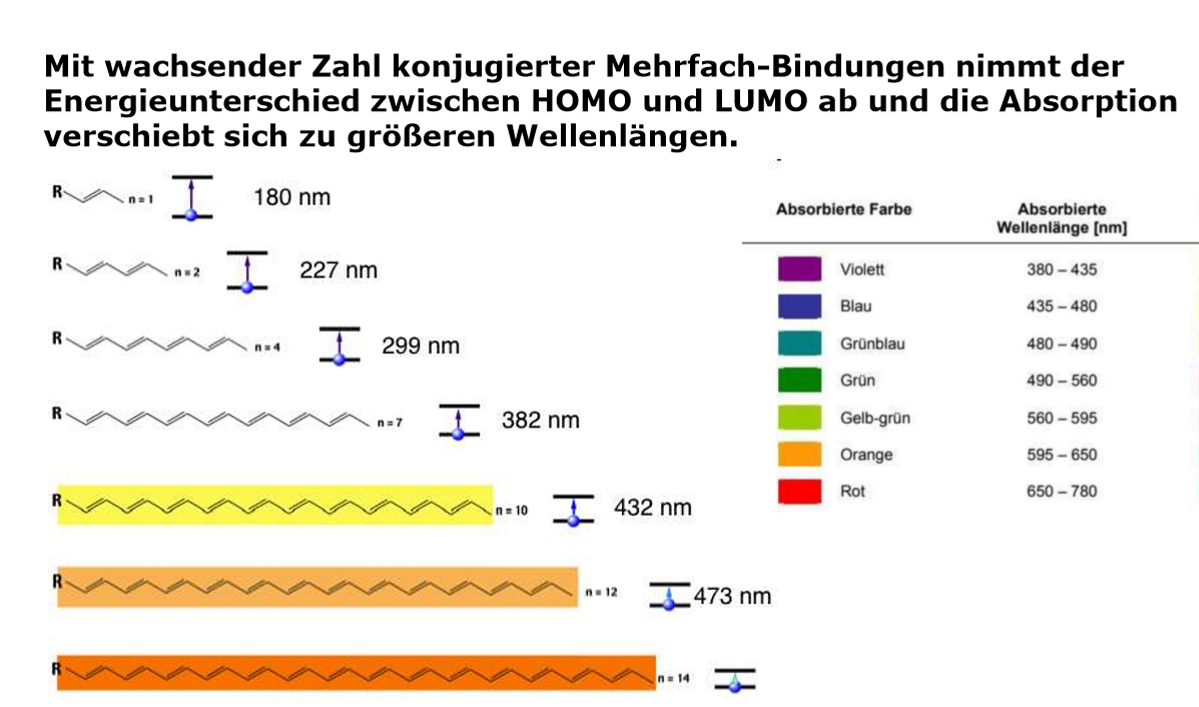 Mit wachsender Zahl konjugierter Mehrfach-Bindungen nimmt der
Energieunterschied zwischen HOMO und LUMO ab und die Absorption
verschiebt sich zu größeren Wellenlängen.
R n = 1 180 nm
R n = 2 227 nm
R n = 4 299 nm
R n = 7 382 nm
R n = 10 432 nm
R n = 12 473 nm
R n = 14
Absorbierte Farbe Absorbierte
Wellenlänge [nm]
Violett 380 – 435
Blau 435 – 480
Grünblau 480 – 490
Grün 490 – 560
Gelb-grün 560 – 595
Orange 595 – 650
Rot 650 – 780